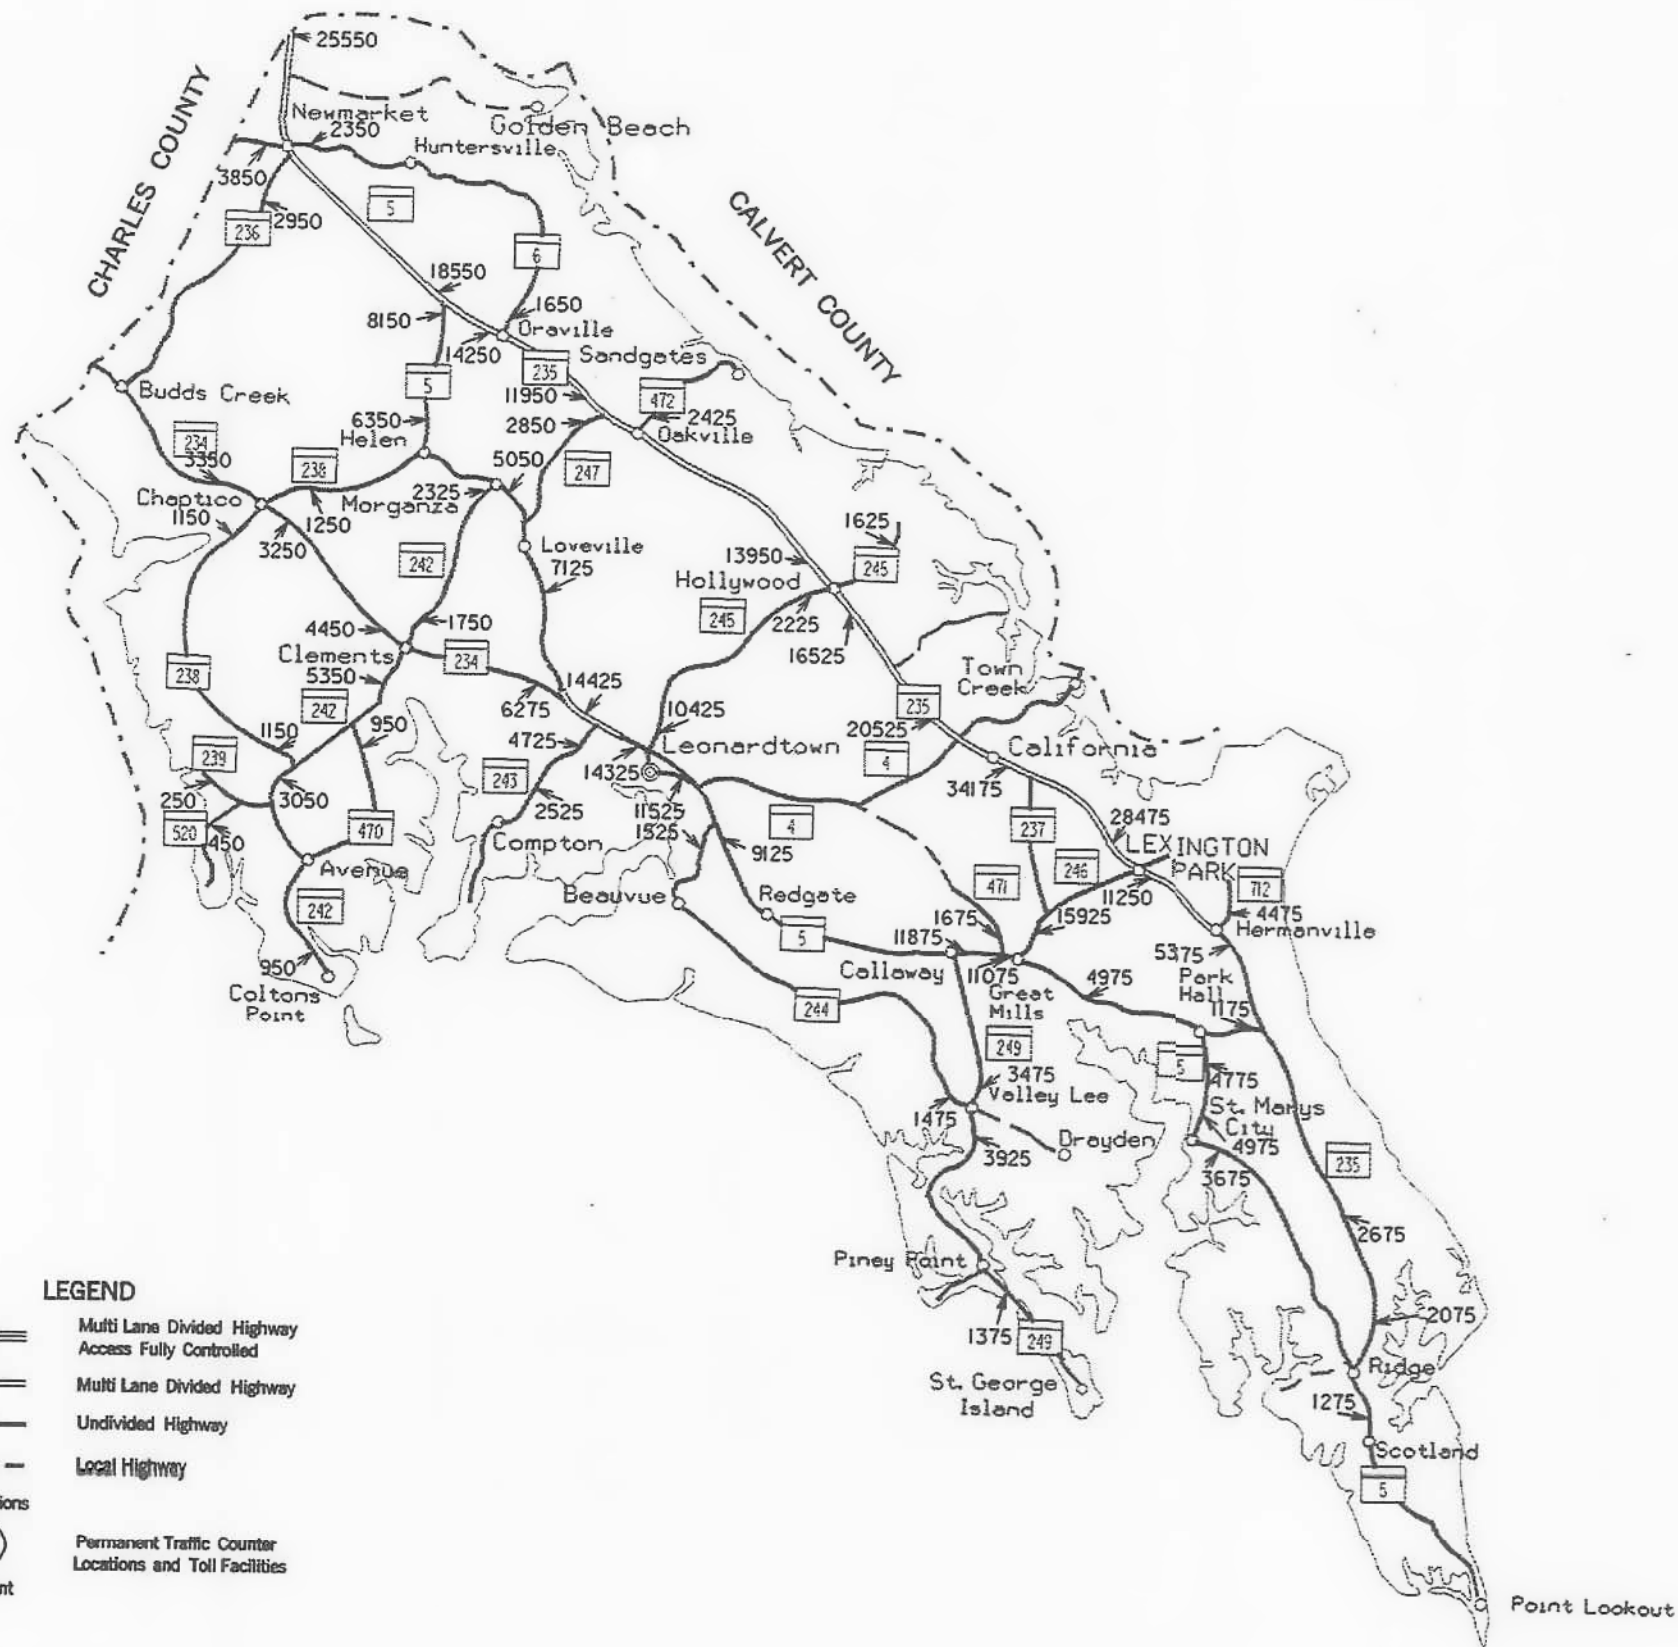 25550
CHARLES COUNTY
Newmarket
2350
Golden Beach
Huntersville
3850
5
2950
236
6
CALVERT COUNTY
18550
1650
8150
Oraville
14250
Sandgates
235
5
Budds Creek
11950
472
6350
2850
2425
Helen
Oakville
234
3350
238
5050
247
2325
Chaptico
Morganza
1150
1250
3250
1625
242
Loveville
7125
13950
245
Hollywood
245
2225
4450
1750
16525
Clements
234
Town
Creek
238
5350
14425
242
6275
10425
235
20525
1150
950
4725
Leonardtown
California
239
14325
4
243
34175
250
3050
2525
11525
28475
520
470
1525
4
237
450
Compton
9125
LEXINGTON
PARK
Avenue
246
471
11250
712
Beauvue
Redgate
242
1675
15925
4475
5
11875
Hermanville
950
Callaway
11075
4975
5375
Coltons
Point
Great
Mills
Park
Hall
1175
244
249
5
3475
4775
Valley Lee
1475
St. Marys
City
Drayden
4975
3925
3675
235
2675
Piney Point
LEGEND
Multi Lane Divided Highway
Access Fully Controlled
1375
249
2075
Multi Lane Divided Highway
St. George
Island
Ridge
1275
Undivided Highway
Scotland
Local Highway
5
ions
Permanent Traffic Counter
Locations and Toll Facilities
nt
Point Lookout